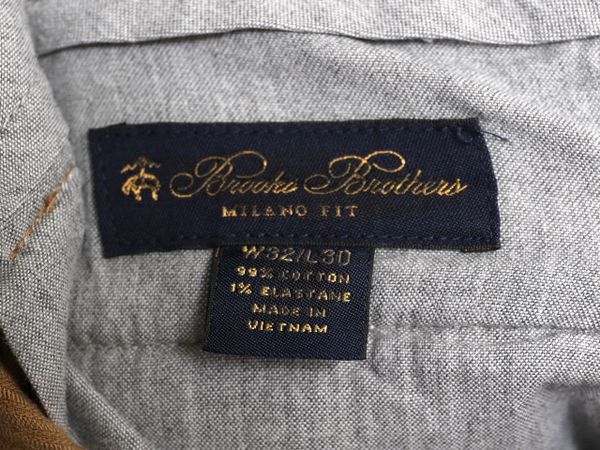 Brooks Brothers
MILANO FIT
W32/L30
99% COTTON
1% ELASTANE
MADE IN
VIETNAM